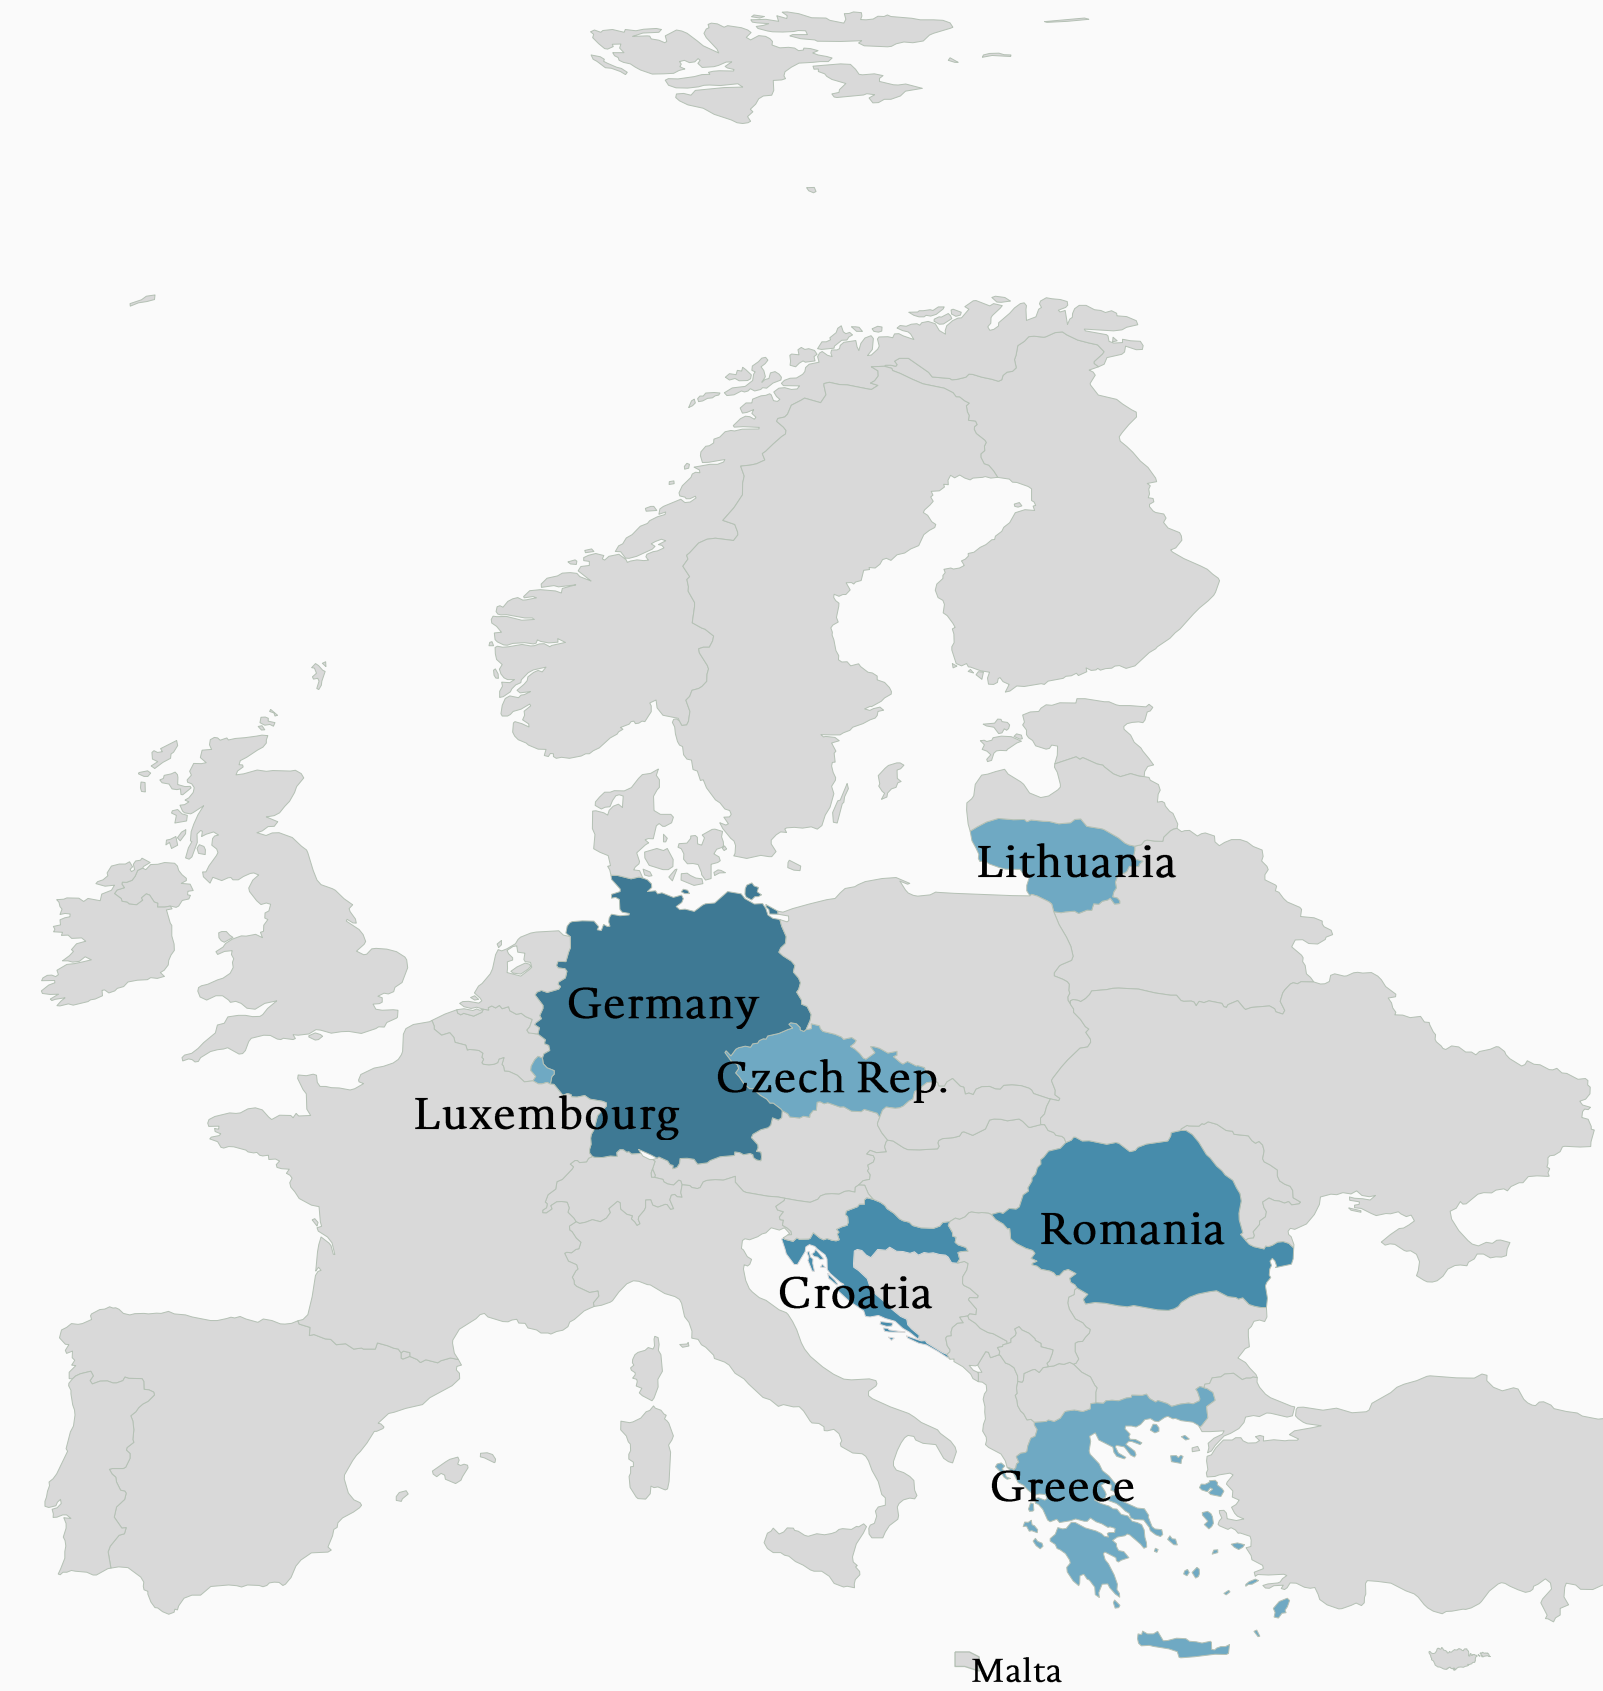 Lithuania
Germany
Czech Rep.
Luxembourg
Romania
Croatia
Greece
Malta